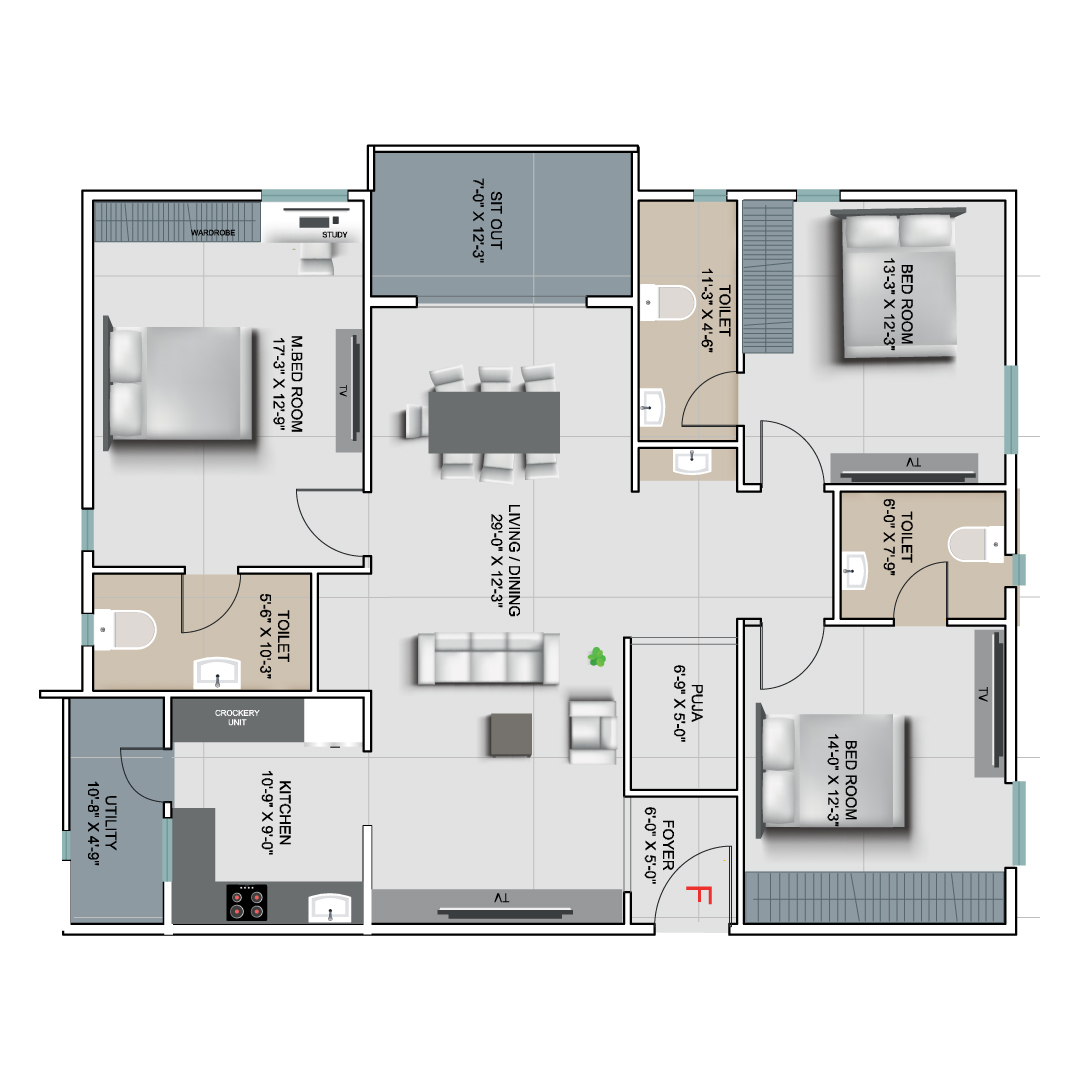 SIT OUT
7'-0" X 12'-3"
WARDROBE
STUDY
TOILET
11'-3" X 4'-6"
BED ROOM
13'-3" X 12'-3"
M.BED ROOM
17'-3" X 12'-9"
TV
TV
LIVING / DINING
29'-0" X 12'-3"
TOILET
6'-0" X 7'-9"
TOILET
5'-6" X 10'-3"
PUJA
6'-9" X 5'-0"
TV
CROCKERY
UNIT
BED ROOM
14'-0" X 12'-3"
KITCHEN
10'-9" X 9'-0"
UTILITY
10'-8" X 4'-9"
FOYER
6'-0" X 5'-0"
F
TV